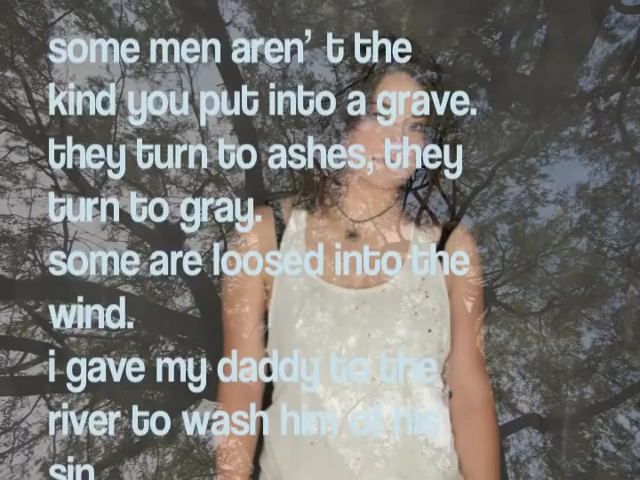 some men aren't the
kind you put into a grave.
they turn to ashes, they
turn to gray.
some are loosed into the
wind.
i gave my daddy to the
river to wash him of his
sin